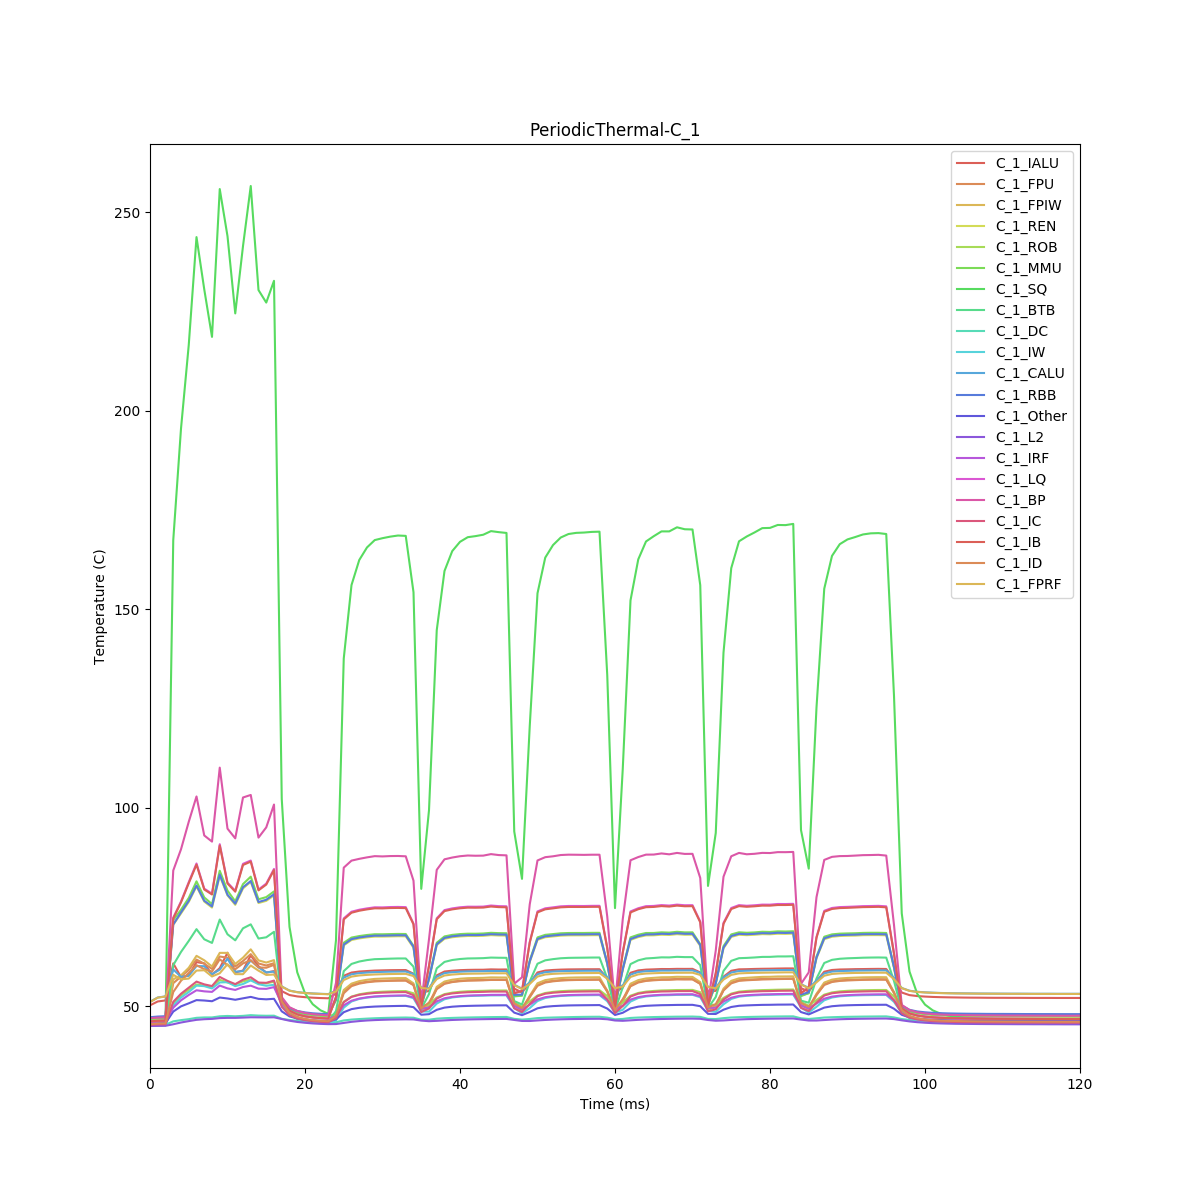 PeriodicThermal-C_1
250
200
150
100
50
Temperature (C)
0
20
40
60
80
100
120
Time (ms)
C_1_IALU
C_1_FPU
C_1_FPIW
C_1_REN
C_1_ROB
C_1_MMU
C_1_SQ
C_1_BTB
C_1_DC
C_1_IW
C_1_CALU
C_1_RBB
C_1_Other
C_1_L2
C_1_IRF
C_1_LQ
C_1_BP
C_1_IC
C_1_IB
C_1_ID
C_1_FPRF